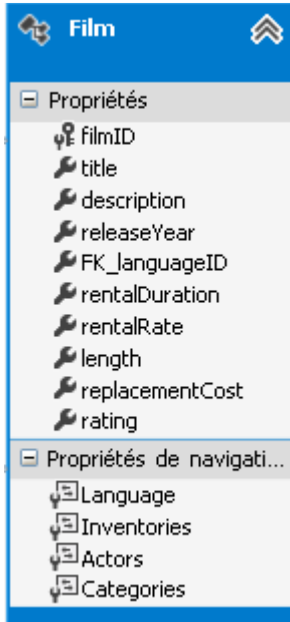 Film
Propriétés
filmID
title
description
releaseYear
FK_languageID
rentalDuration
rentalRate
length
replacementCost
rating
Propriétés de navigati...
Language
Inventories
Actors
Categories